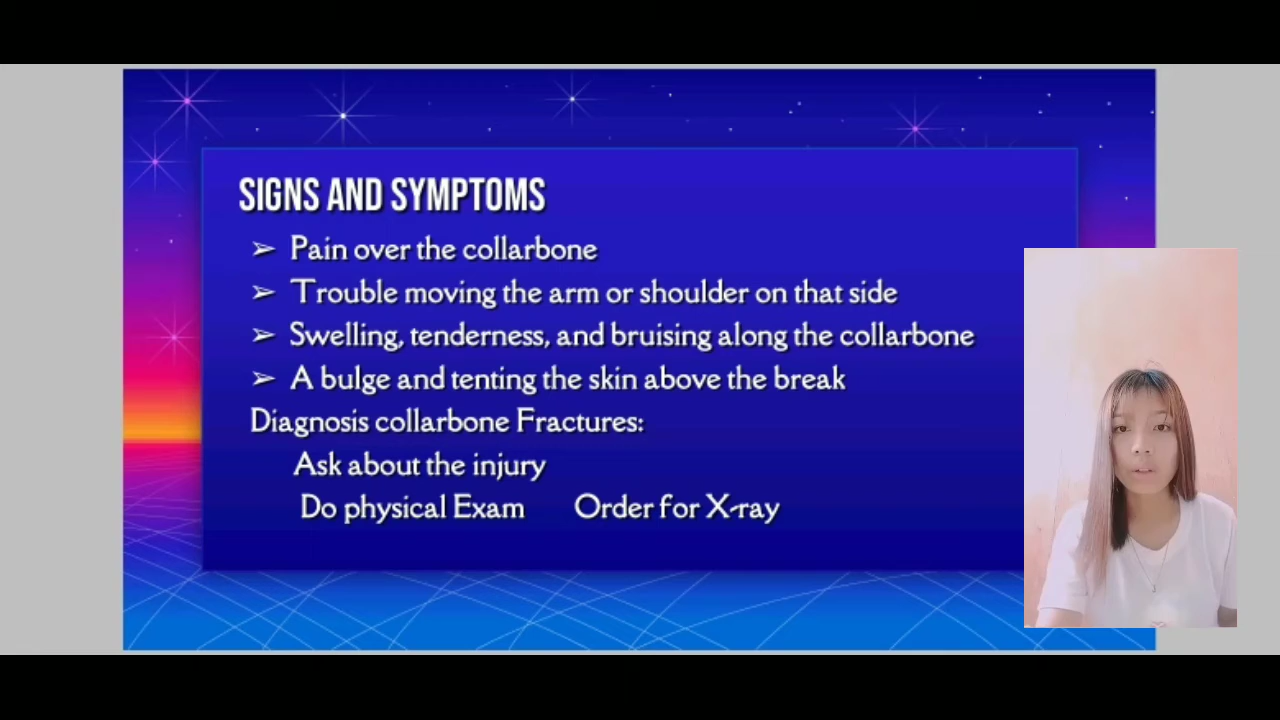 SIGNS AND SYMPTOMS
➢ Pain over the collarbone
➢ Trouble moving the arm or shoulder on that side
➢ Swelling, tenderness, and bruising along the collarbone
➢ A bulge and tenting the skin above the break
Diagnosis collarbone Fractures:
Ask about the injury
Do physical Exam Order for X-ray